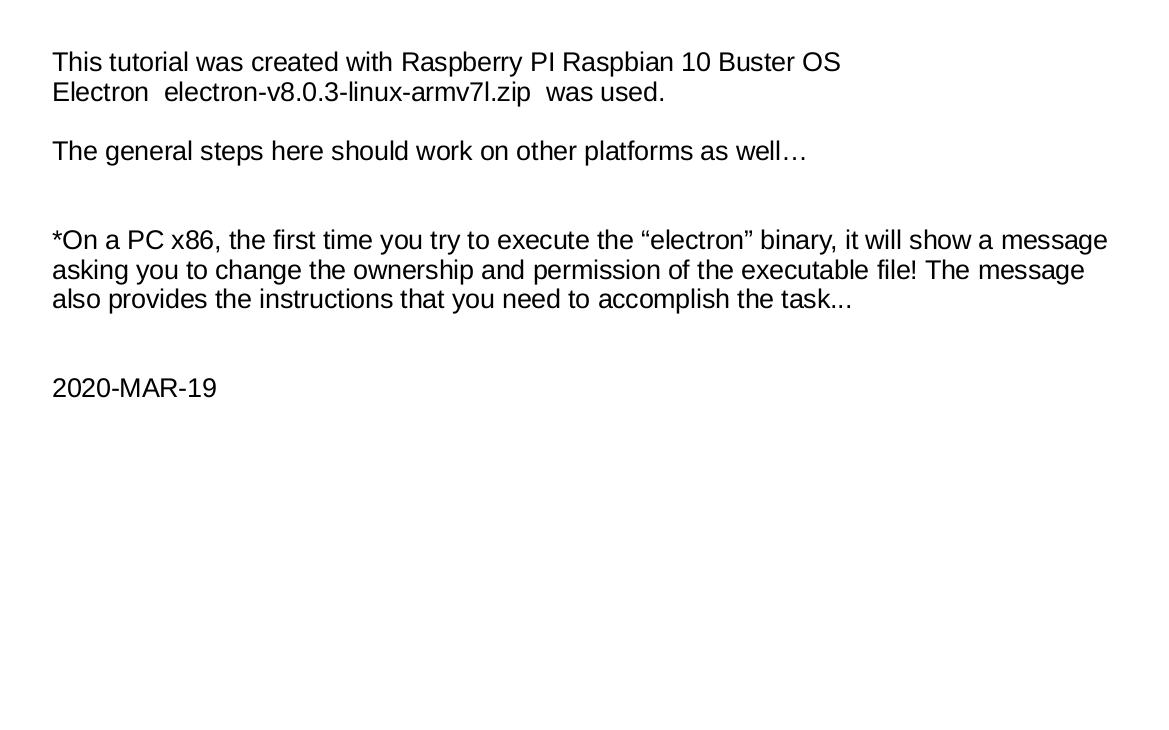 This tutorial was created with Raspberry PI Raspbian 10 Buster OS
Electron  electron-v8.0.3-linux-armv7l.zip  was used.
The general steps here should work on other platforms as well…
*On a PC x86, the first time you try to execute the “electron” binary, it will show a message
asking you to change the ownership and permission of the executable file! The message
also provides the instructions that you need to accomplish the task...
2020-MAR-19